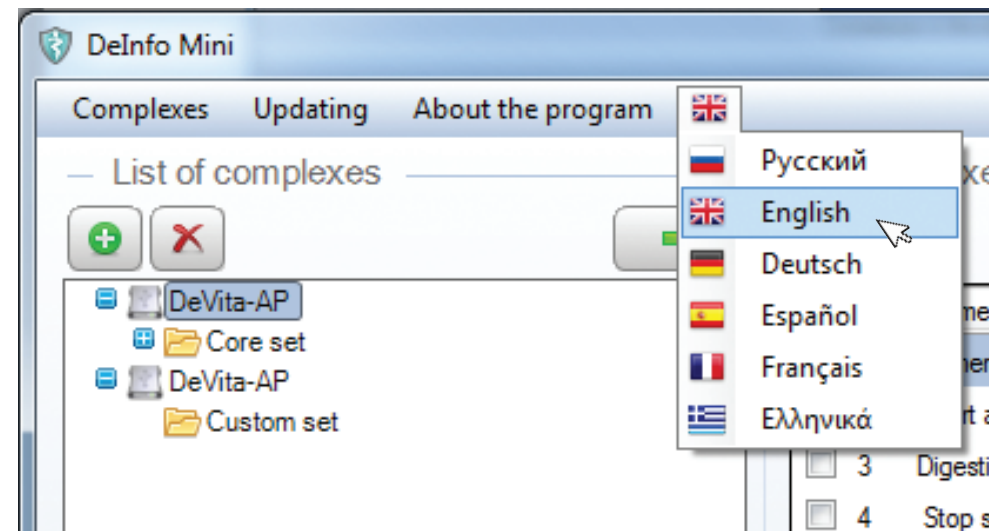 DeInfo Mini
Complexes Updating About the program
List of complexes
Русский
English
Deutsch
Español
Français
Ελληνικά
DeVita-AP
Core set
DeVita-AP
Custom set
3 Digesti
4 Stop s